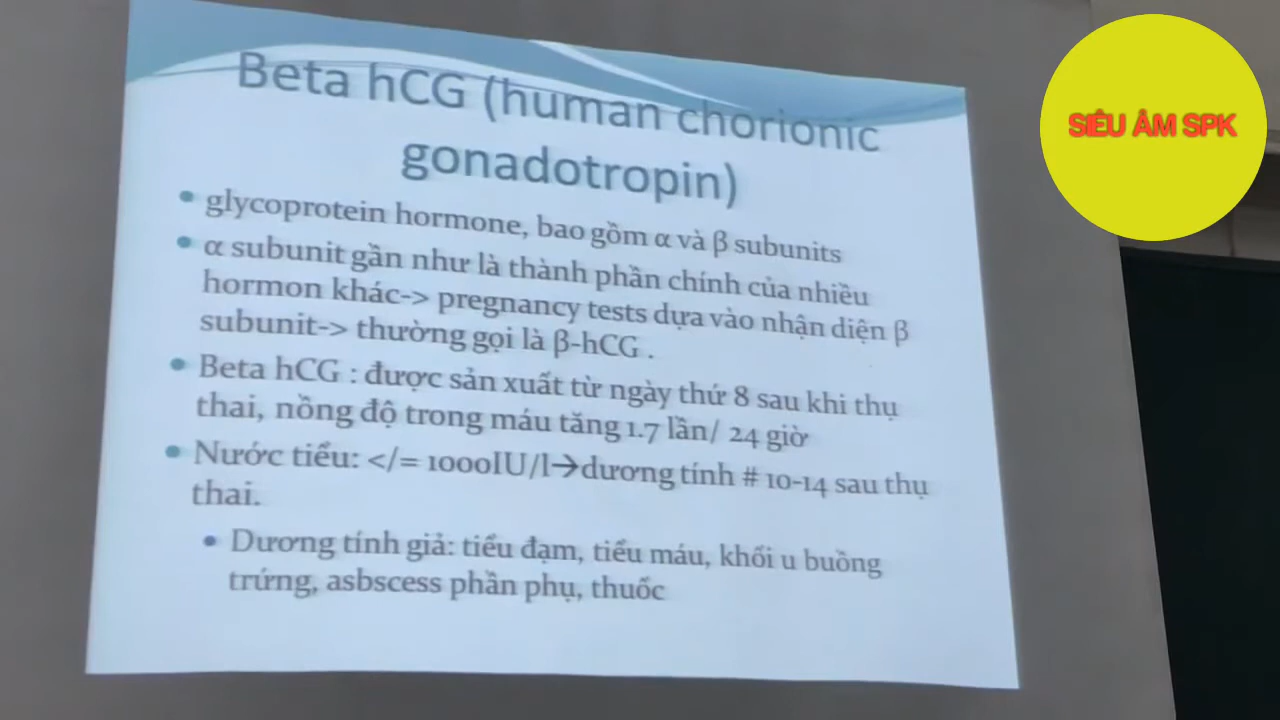 Beta hCG (human chorionic
gonadotropin)
• glycoprotein hormone, bao gồm α và β subunits
• α subunit gần như là thành phần chính của nhiều
hormon khác-> pregnancy tests dựa vào nhận diện β
subunit-> thường gọi là β-hCG .
• Beta hCG : được sản xuất từ ngày thứ 8 sau khi thụ
thai, nồng độ trong máu tăng 1.7 lần/ 24 giờ
• Nước tiểu: </= 1000IU/l→dương tính # 10-14 sau thụ
thai.
• Dương tính giả: tiểu đạm, tiểu máu, khối u buồng
trứng, asbscess phần phụ, thuốc
SIÊU ÂM SPK